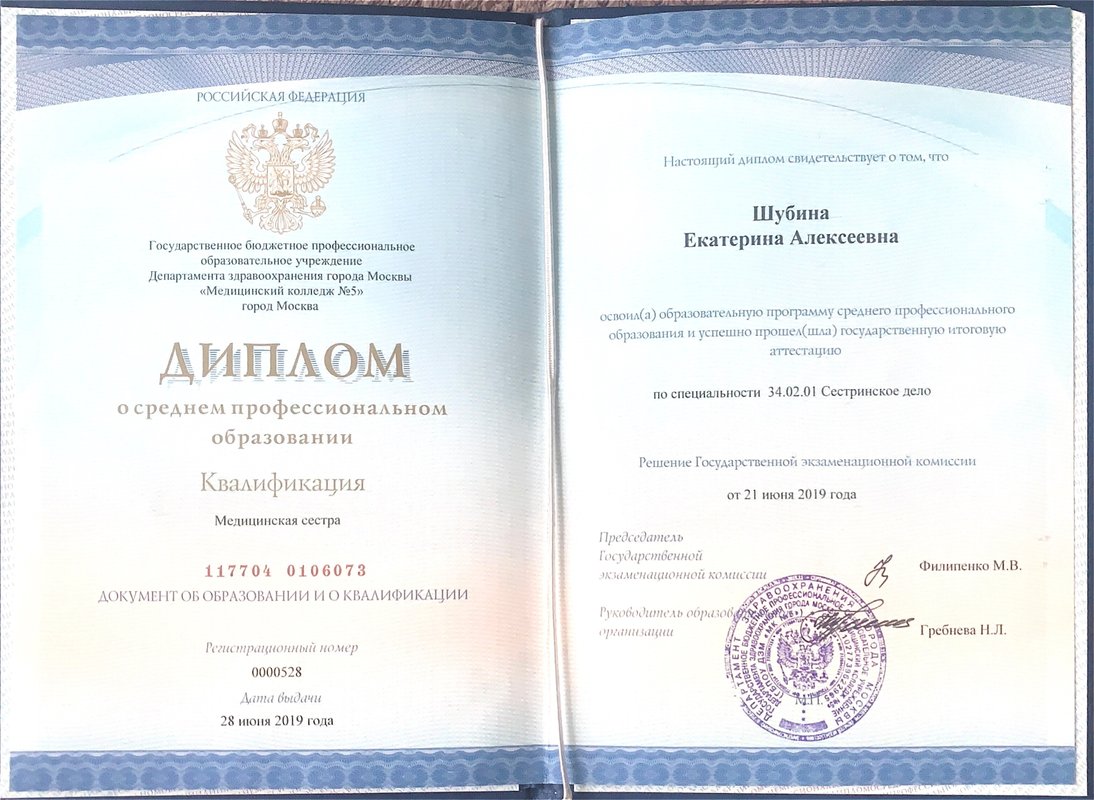 РОССИЙСКАЯ ФЕДЕРАЦИЯ
Государственное бюджетное профессиональное
образовательное учреждение
Департамента здравоохранения города Москвы
«Медицинский колледж №5»
город Москва
ДИПЛОМ
о среднем профессиональном
образовании
Квалификация
Медицинская сестра
117704 0106073
ДОКУМЕНТ ОБ ОБРАЗОВАНИИ И О КВАЛИФИКАЦИИ
Регистрационный номер
0000528
Дата выдачи
28 июня 2019 года
Настоящий диплом свидетельствует о том, что
Шубина
Екатерина Алексеевна
освоил(а) образовательную программу среднего профессионального
образования и успешно прошел(шла) государственную итоговую
аттестацию
по специальности 34.02.01 Сестринское дело
Решение Государственной экзаменационной комиссии
от 21 июня 2019 года
Председатель
Государственной
экзаменационной комиссии
Филипенко М.В.
Руководитель
организации
Гребнева Н.Л.
М.П.
ДЕПАРТАМЕНТ ЗДРАВООХРАНЕНИЯ ГОРОДА МОСКВЫ